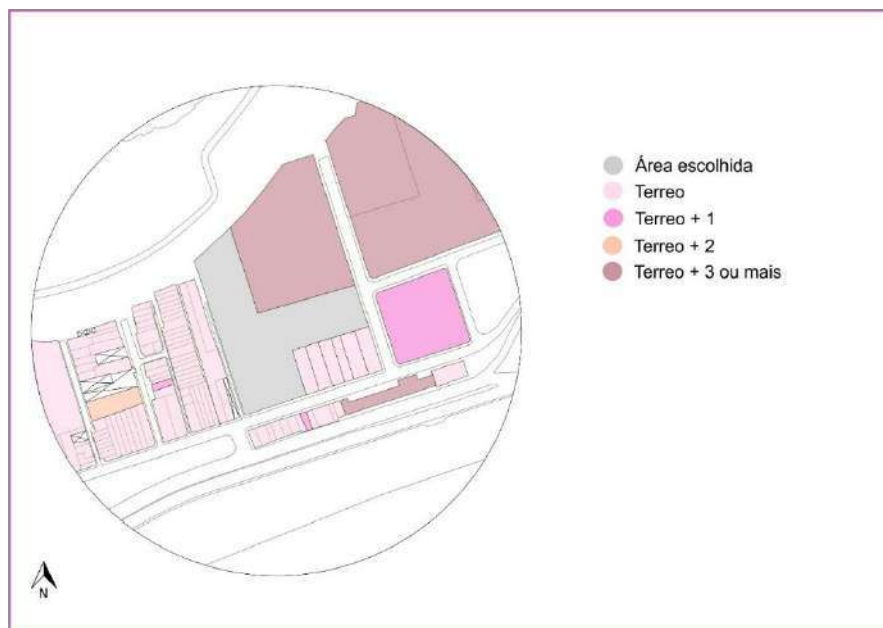 Área escolhida
Terreo
Terreo + 1
Terreo + 2
Terreo + 3 ou mais
N